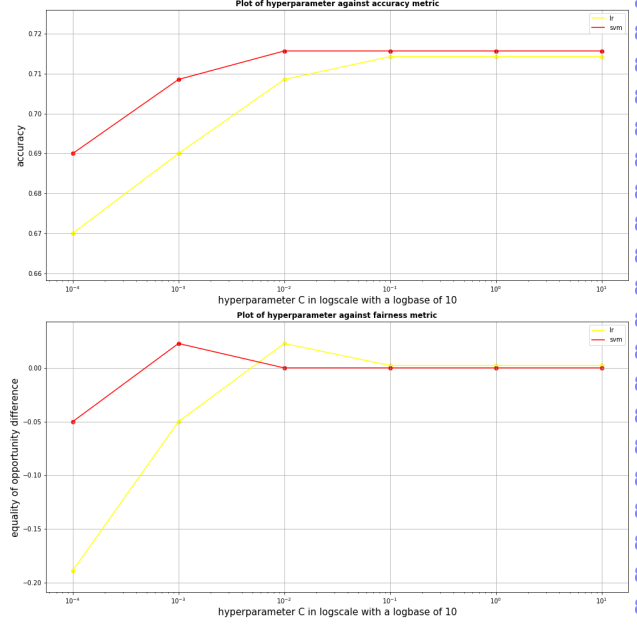 Plot of hyperparameter against accuracy metric
lr
svm
0.72
0.71
0.70
0.69
0.68
0.67
0.66
accuracy
10⁻⁴ 10⁻³ 10⁻² 10⁻¹ 10⁰ 10¹
hyperparameter C in logscale with a logbase of 10
Plot of hyperparameter against fairness metric
lr
svm
0.00
−0.05
−0.10
−0.15
−0.20
equality of opportunity difference
10⁻⁴ 10⁻³ 10⁻² 10⁻¹ 10⁰ 10¹
hyperparameter C in logscale with a logbase of 10